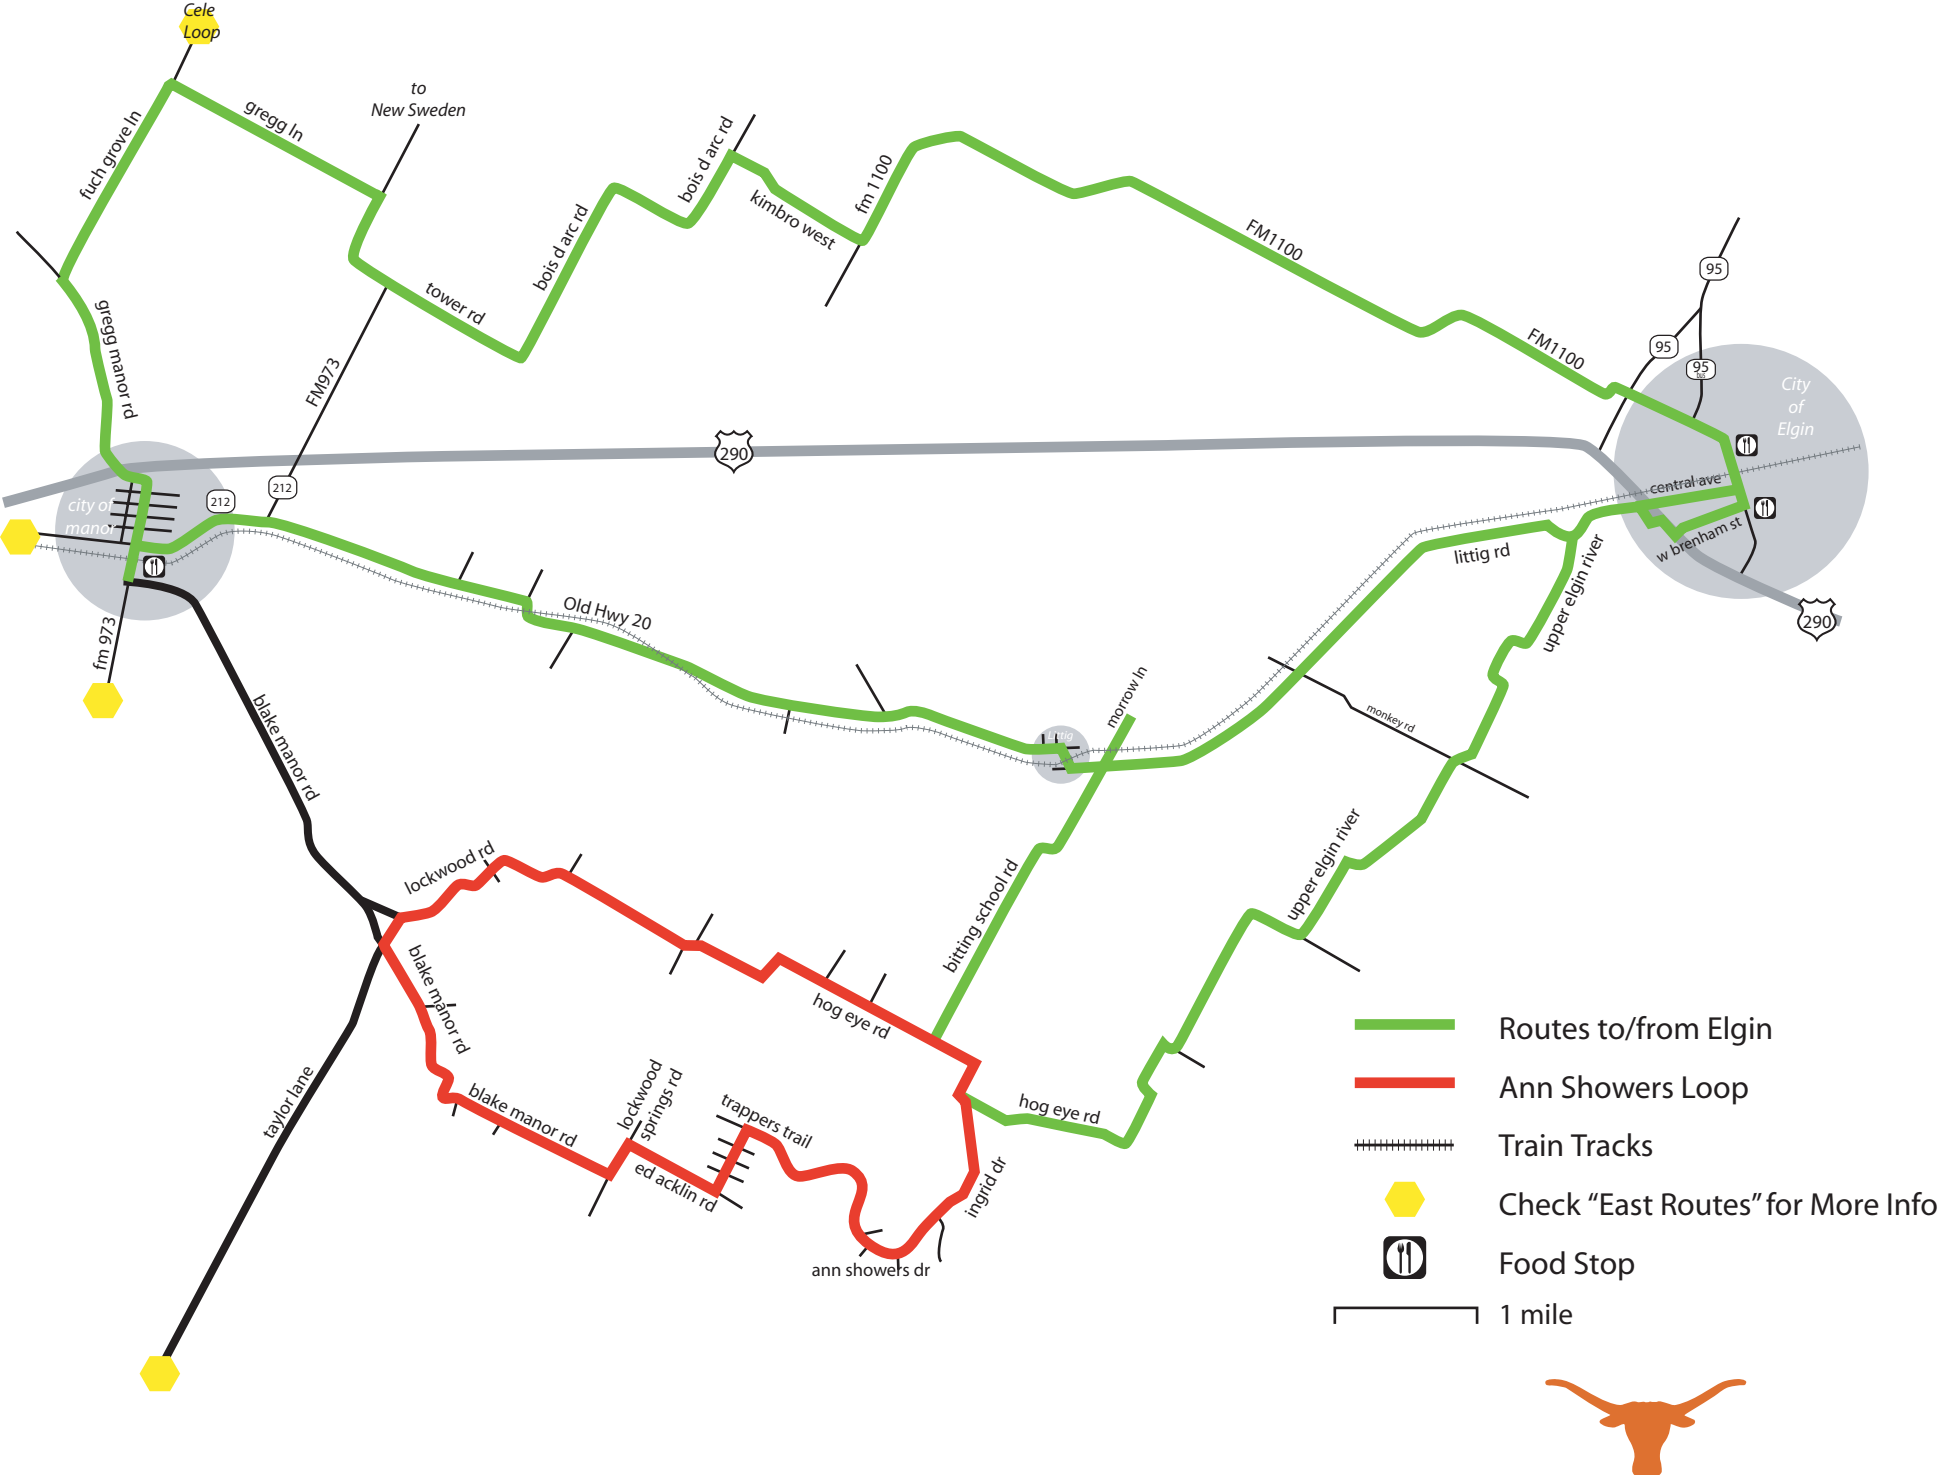 Cele
Loop
to
New Sweden
gregg ln
fuch grove ln
bois d arc rd
bois d arc rd
kimbro west
fm 1100
FM1100
FM1100
tower rd
gregg manor rd
FM973
95
95
95
BUS
City
of
Elgin
290
212
212
city of
manor
central ave
w brenham st
290
littig rd
upper elgin river
Old Hwy 20
fm 973
blake manor rd
morrow ln
Littig
monkey rd
lockwood rd
upper elgin river
bitting school rd
blake manor rd
hog eye rd
taylor lane
blake manor rd
lockwood
springs rd
trappers trail
ed acklin rd
hog eye rd
ingrid dr
ann showers dr
Routes to/from Elgin
Ann Showers Loop
Train Tracks
Check “East Routes” for More Info
Food Stop
1 mile